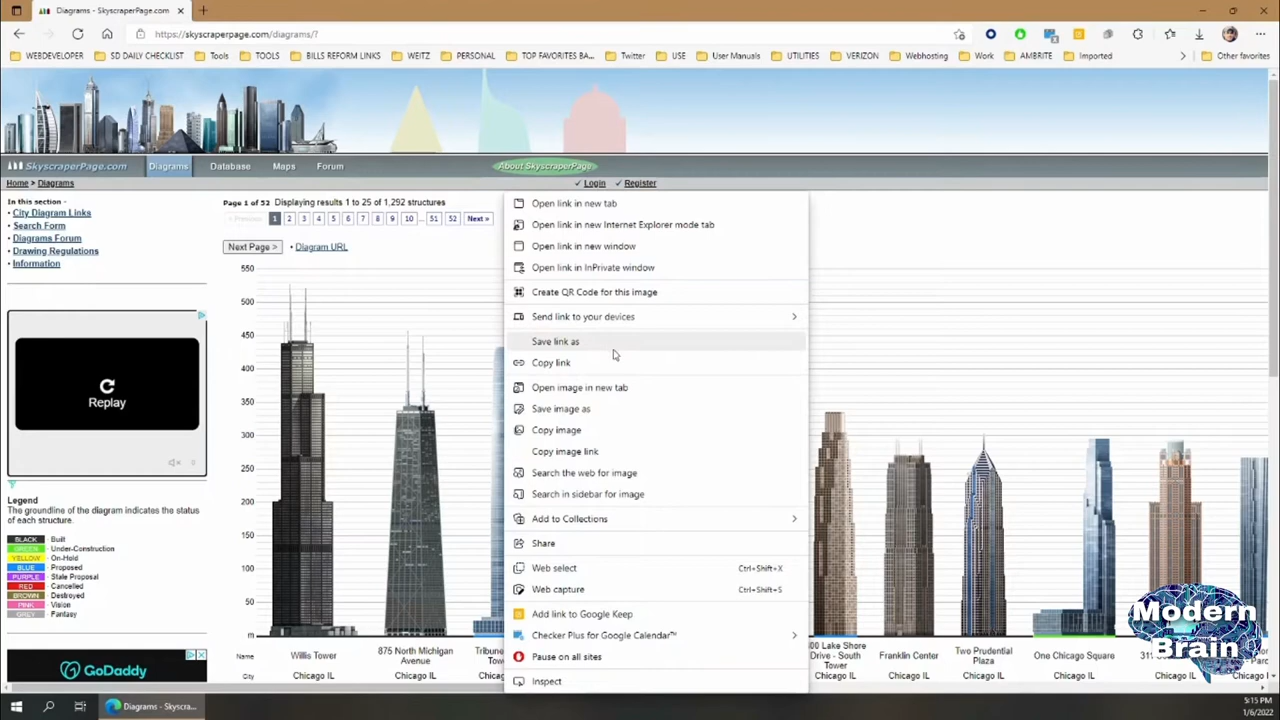 Diagrams - SkyscraperPage.com
https://skyscraperpage.com/diagrams/?
WEBDEVELOPER
SD DAILY CHECKLIST
Tools
TOOLS
BILLS REFORM LINKS
WEITZ
PERSONAL
TOP FAVORITES BA...
Twitter
USE
User Manuals
UTILITIES
VERIZON
Webhosting
Work
AMBRITE
Imported
Other favorites
SkyscraperPage.com
Diagrams
Database
Maps
Forum
About SkyscraperPage
Home > Diagrams
✓ Login ✓ Register
In this section
• City Diagram Links
• Search Form
• Diagrams Forum
• Drawing Regulations
• Information
Page 1 of 52 Displaying results 1 to 25 of 1,292 structures
< Previous 1 2 3 4 5 6 7 8 9 10 ... 51 52 Next »
Next Page > • Diagram URL
550
500
450
400
350
300
250
200
150
100
50
m
Replay
Legend
The groundline of the diagram indicates the status
of each structure.
BLACK Built
GREEN Under-Construction
YELLOW On-Hold
BLUE Proposed
PURPLE Stale Proposal
RED Cancelled
BROWN Destroyed
PINK Vision
GREY Fantasy
GoDaddy
Open link in new tab
Open link in new Internet Explorer mode tab
Open link in new window
Open link in InPrivate window
Create QR Code for this image
Send link to your devices
Save link as
Copy link
Open image in new tab
Save image as
Copy image
Copy image link
Search the web for image
Search in sidebar for image
Add to Collections
Share
Web select Ctrl+Shift+X
Web capture Ctrl+Shift+S
Add link to Google Keep
Checker Plus for Google Calendar™
Pause on all sites
Inspect
Name
Willis Tower
875 North Michigan
Avenue
Tribune
Lake Shore
Drive - South
Tower
Franklin Center
Two Prudential
Plaza
One Chicago Square
City
Chicago IL
Chicago IL
Chicago IL
Chicago IL
Chicago IL
Chicago IL
Chicago IL
Modern
Brain
Diagrams - Skyscra...
5:15 PM
1/6/2022